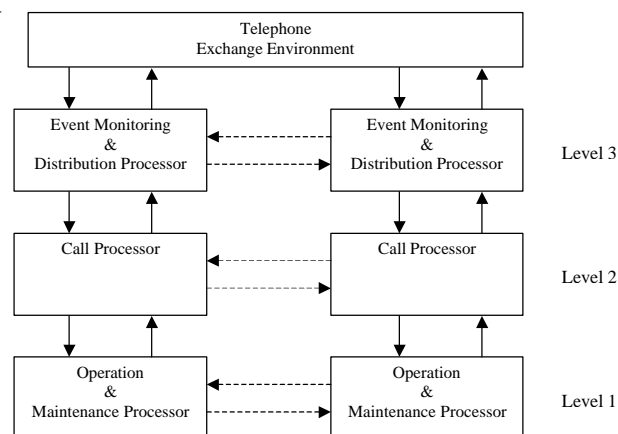 Telephone
Exchange Environment
Event Monitoring
&
Distribution Processor
Event Monitoring
&
Distribution Processor
Level 3
Call Processor
Call Processor
Level 2
Operation
&
Maintenance Processor
Operation
&
Maintenance Processor
Level 1